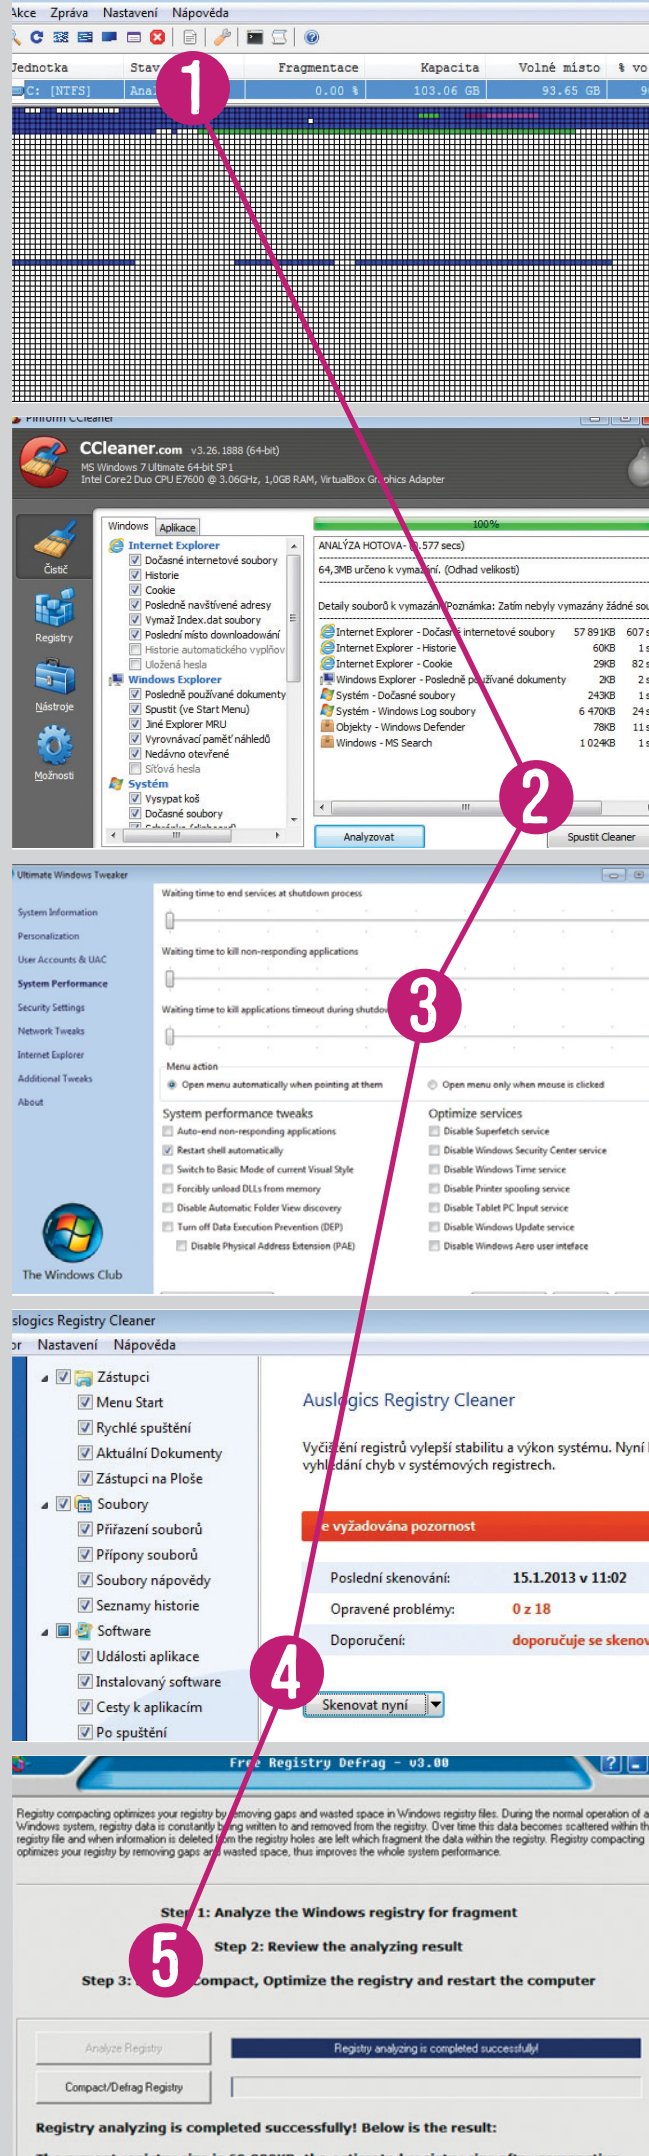 Akce Zpráva Nastavení Nápověda
Jednotka Fragmentace Kapacita Volné místo
C: [NTFS] 0.00 % 103.06 GB 93.65 GB
1
Piriform CCleaner
CCleaner.com v3.26.1888 (64-bit)
MS Windows 7 Ultimate 64-bit SP1
Intel Core2 Duo CPU E7600 @ 3.06GHz, 1,0GB RAM, VirtualBox Graphics Adapter
Čistič
Registry
Nástroje
Možnosti
Windows Aplikace
Internet Explorer
Dočasné internetové soubory
Historie
Cookie
Posledně navštívené adresy
Vymaž Index.dat soubory
Poslední místo downloadování
Historie automatického vyplňov
Uložená hesla
Windows Explorer
Posledně používané dokumenty
Spustit (ve Start Menu)
Jiné Explorer MRU
Vyrovnávací paměť náhledů
Nedávno otevřené
Síťová hesla
Systém
Vysypat koš
Dočasné soubory
100%
ANALÝZA HOTOVA- (0.577 secs)
64,3MB určeno k vymazání. (Odhad velikosti)
Detaily souborů k vymazání (Poznámka: Zatím nebyly vymazány žádné sou
Internet Explorer - Dočasné internetové soubory 57 891KB 607 s
Internet Explorer - Historie 60KB 1 s
Internet Explorer - Cookie 29KB 82 s
Windows Explorer - Posledně používané dokumenty 2KB 2 s
Systém - Dočasné soubory 243KB 1 s
Systém - Windows Log soubory 6 470KB 24 s
Objekty - Windows Defender 78KB 11 s
Windows - MS Search 1 024KB 1 s
2
Analyzovat Spustit Cleaner
Ultimate Windows Tweaker
System Information
Personalization
User Accounts & UAC
System Performance
Security Settings
Network Tweaks
Internet Explorer
Additional Tweaks
About
The Windows Club
Waiting time to end services at shutdown process
Waiting time to kill non-responding applications
3
Waiting time to kill applications timeout during shutdo
Menu action
Open menu automatically when pointing at them Open menu only when mouse is clicked
System performance tweaks
Auto-end non-responding applications
Restart shell automatically
Switch to Basic Mode of current Visual Style
Forcibly unload DLLs from memory
Disable Automatic Folder View discovery
Turn off Data Execution Prevention (DEP)
Disable Physical Address Extension (PAE)
Optimize services
Disable Superfetch service
Disable Windows Security Center service
Disable Windows Time service
Disable Printer spooling service
Disable Tablet PC Input service
Disable Windows Update service
Disable Windows Aero user inteface
slogics Registry Cleaner
or Nastavení Nápověda
Zástupci
Menu Start
Rychlé spuštění
Aktuální Dokumenty
Zástupci na Ploše
Soubory
Přiřazení souborů
Přípony souborů
Soubory nápovědy
Seznamy historie
Software
Události aplikace
Instalovaný software
Cesty k aplikacím
Po spuštění
Auslogics Registry Cleaner
Vyčištění registrů vylepší stabilitu a výkon systému. Nyní
vyhledání chyb v systémových registrech.
e vyžadována pozornost
Poslední skenování: 15.1.2013 v 11:02
Opravené problémy: 0 z 18
Doporučení: doporučuje se skenov
4
Skenovat nyní
Free Registry Defrag - v3.00
Registry compacting optimizes your registry by removing gaps and wasted space in Windows registry files. During the normal operation of a
Windows system, registry data is constantly being written to and removed from the registry. Over time this data becomes scattered within th
registry file and when information is deleted from the registry holes are left which fragment the data within the registry. Registry compacting
optimizes your registry by removing gaps and wasted space, thus improves the whole system performance.
Step 1: Analyze the Windows registry for fragment
Step 2: Review the analyzing result
5
Step 3: Compact, Optimize the registry and restart the computer
Analyze Registry Registry analyzing is completed successfully!
Compact/Defrag Registry
Registry analyzing is completed successfully! Below is the result: